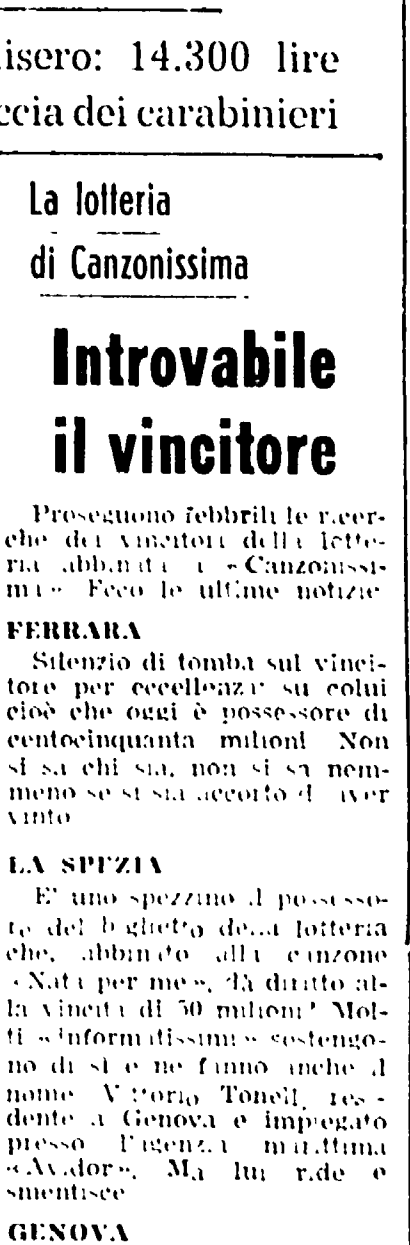 isero: 14.300 lire
ccia dei carabinieri
La lotteria
di Canzonissima
Introvabile
il vincitore
Proseguono febbrili le ricer-
che dei vincitori della lotte-
ria abbinata a «Canzonissi-
ma» Ecco le ultime notizie
FERRARA
Silenzio di tomba sul vinci-
tore per eccellenza: su colui
cioè che oggi è possessore di
centocinquanta milioni Non
si sa chi sia, non si sa nem-
meno se si sia accorto d aver
vinto
LA SPEZIA
E' uno spezzino il possesso-
re del biglietto della lotteria
che, abbinato alla canzone
«Nata per me», dà diritto al-
la vincita di 50 milioni? Mol-
ti «informatissimi» sostengo-
no di sì e ne fanno anche il
nome Vittorio Tonell, resi-
dente a Genova e impiegato
presso l'agenzia marittima
Ma lui ride e
smentisce
GENOVA